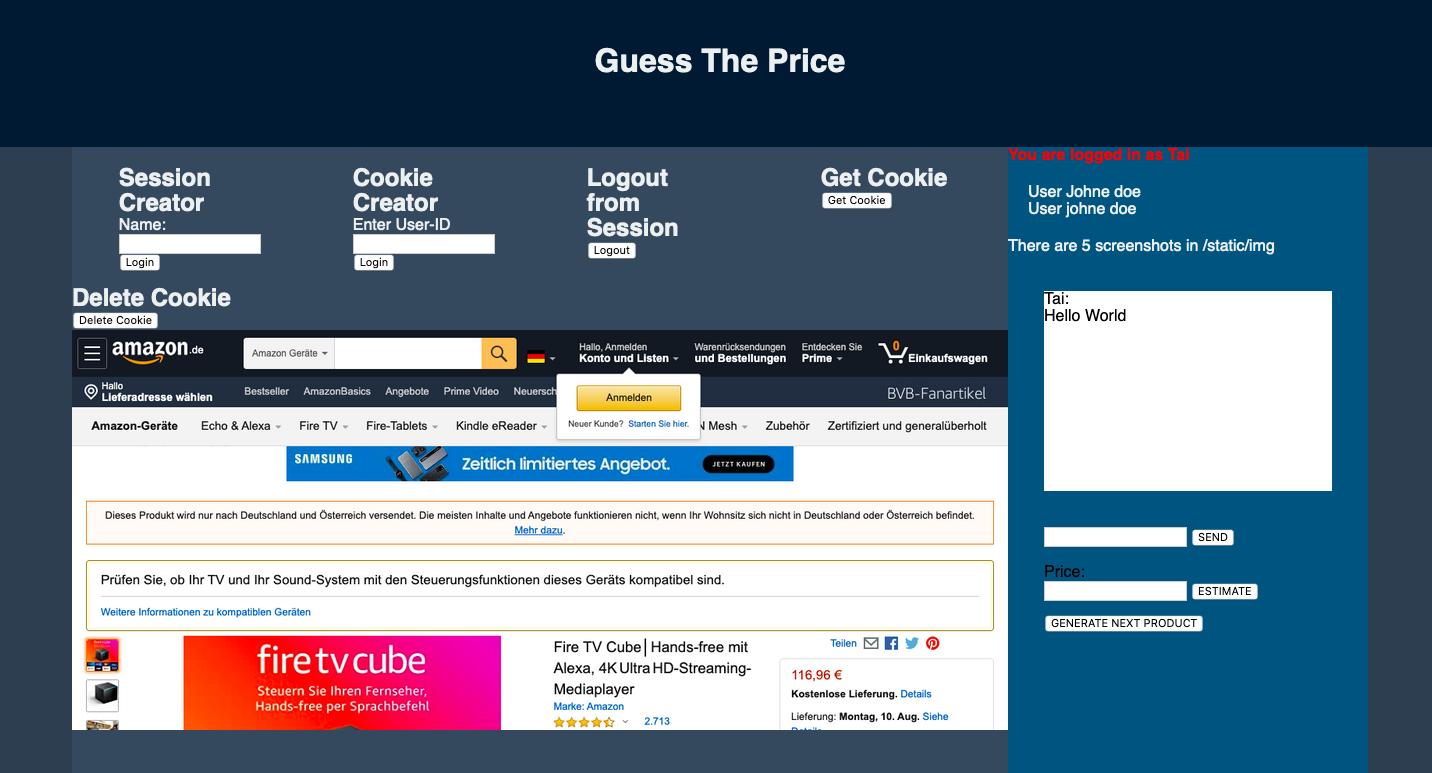 Guess The Price
Session
Creator
Name:
Login
Cookie
Creator
Enter User-ID
Login
Logout
from
Session
Logout
Get Cookie
Get Cookie
Delete Cookie
Delete Cookie
amazon.de
Amazon Geräte
Hallo, Anmelden
Konto und Listen
Warenrücksendungen
und Bestellungen
Entdecken Sie
Prime
0
Einkaufswagen
Hallo
Lieferadresse wählen
Bestseller AmazonBasics Angebote Prime Video Neuersch
BVB-Fanartikel
Anmelden
Neuer Kunde? Starten Sie hier.
Amazon-Geräte Echo & Alexa Fire TV Fire-Tablets Kindle eReader N Mesh Zubehör Zertifiziert und generalüberholt
SAMSUNG Zeitlich limitiertes Angebot. JETZT KAUFEN
Dieses Produkt wird nur nach Deutschland und Österreich versendet. Die meisten Inhalte und Angebote funktionieren nicht, wenn Ihr Wohnsitz sich nicht in Deutschland oder Österreich befindet.
Mehr dazu.
Prüfen Sie, ob Ihr TV und Ihr Sound-System mit den Steuerungsfunktionen dieses Geräts kompatibel sind.
Weitere Informationen zu kompatiblen Geräten
fire tv cube
Steuern Sie Ihren Fernseher,
Hands-free per Sprachbefehl
Fire TV Cube│Hands-free mit
Alexa, 4K Ultra HD-Streaming-
Mediaplayer
Marke: Amazon
2.713
Teilen
116,96 €
Kostenlose Lieferung. Details
Lieferung: Montag, 10. Aug. Siehe
Details
You are logged in as Tai
User Johne doe
User johne doe
There are 5 screenshots in /static/img
Tai:
Hello World
SEND
Price:
ESTIMATE
GENERATE NEXT PRODUCT